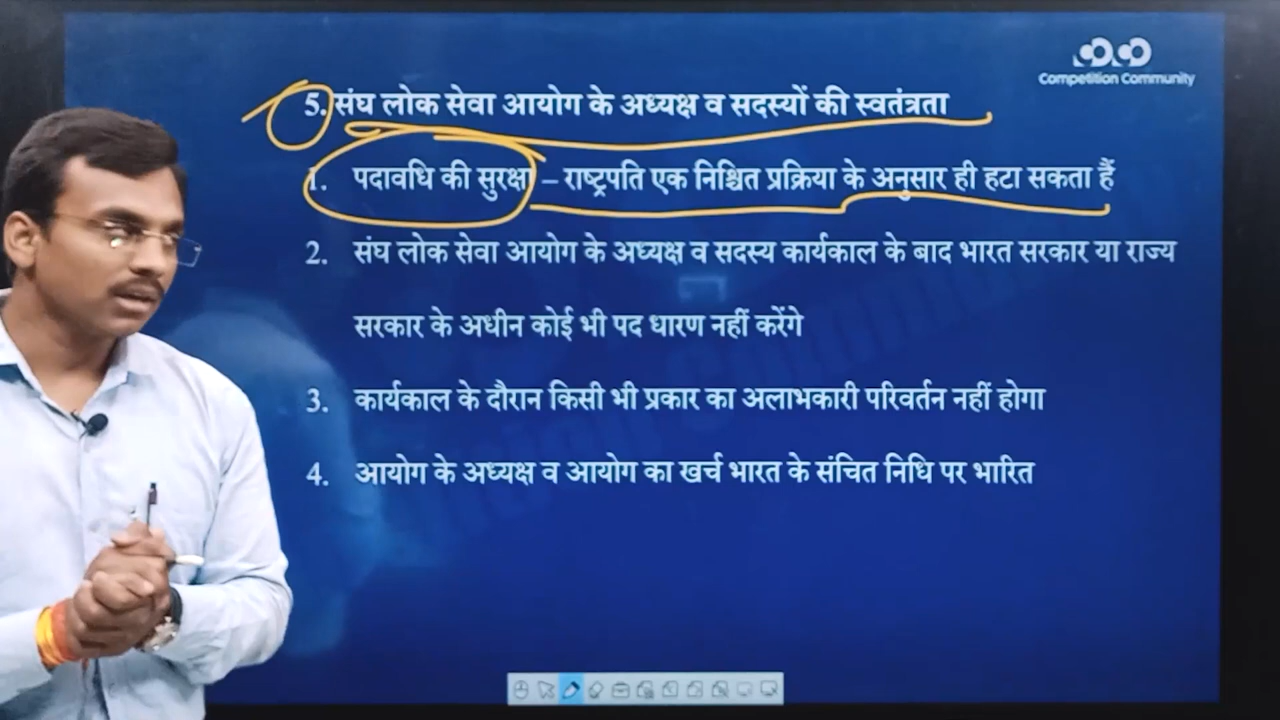 Competition Community
5. संघ लोक सेवा आयोग के अध्यक्ष व सदस्यों की स्वतंत्रता
1. पदावधि की सुरक्षा – राष्ट्रपति एक निश्चित प्रक्रिया के अनुसार ही हटा सकता हैं
2. संघ लोक सेवा आयोग के अध्यक्ष व सदस्य कार्यकाल के बाद भारत सरकार या राज्य
सरकार के अधीन कोई भी पद धारण नहीं करेंगे
3. कार्यकाल के दौरान किसी भी प्रकार का अलाभकारी परिवर्तन नहीं होगा
4. आयोग के अध्यक्ष व आयोग का खर्च भारत के संचित निधि पर भारित